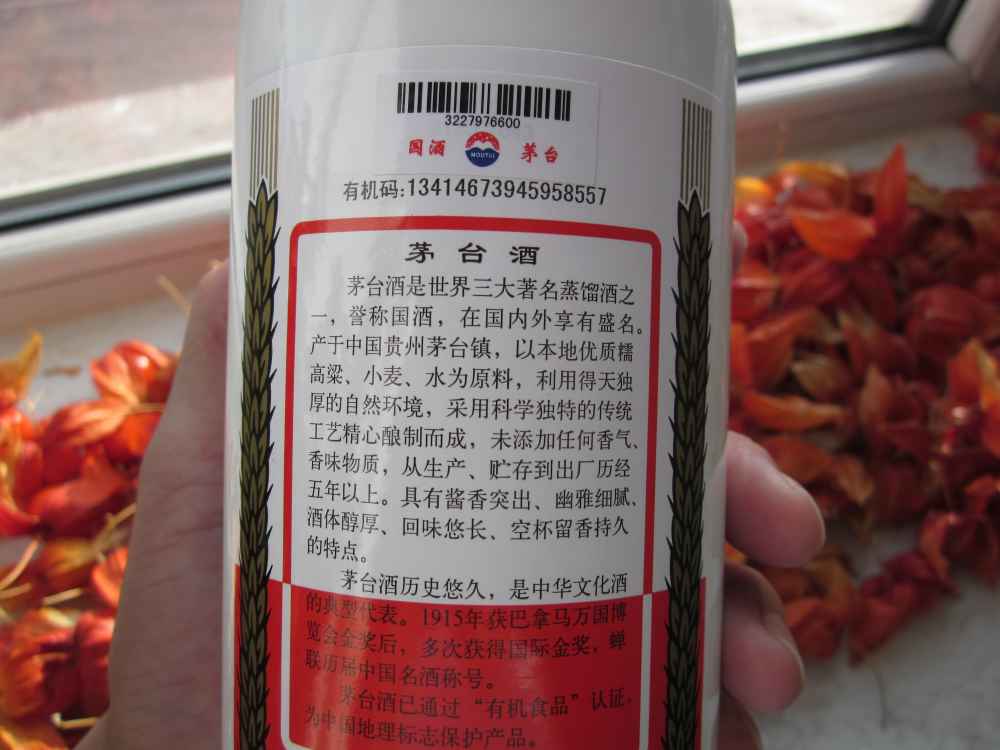 3227976600
国酒 MOUTAI 茅台
有机码:13414673945958557
茅台酒
茅台酒是世界三大著名蒸馏酒之
一，誉称国酒，在国内外享有盛名。
产于中国贵州茅台镇，以本地优质糯
高粱、小麦、水为原料，利用得天独
厚的自然环境，采用科学独特的传统
工艺精心酿制而成，未添加任何香气、
香味物质，从生产、贮存到出厂历经
五年以上。具有酱香突出、幽雅细腻、
酒体醇厚、回味悠长、空杯留香持久
的特点。
茅台酒历史悠久，是中华文化酒
的典型代表。1915年获巴拿马万国博
览会金奖后，多次获得国际金奖，蝉
联历届中国名酒称号。
茅台酒已通过“有机食品”认证，
为中国地理标志保护产品。